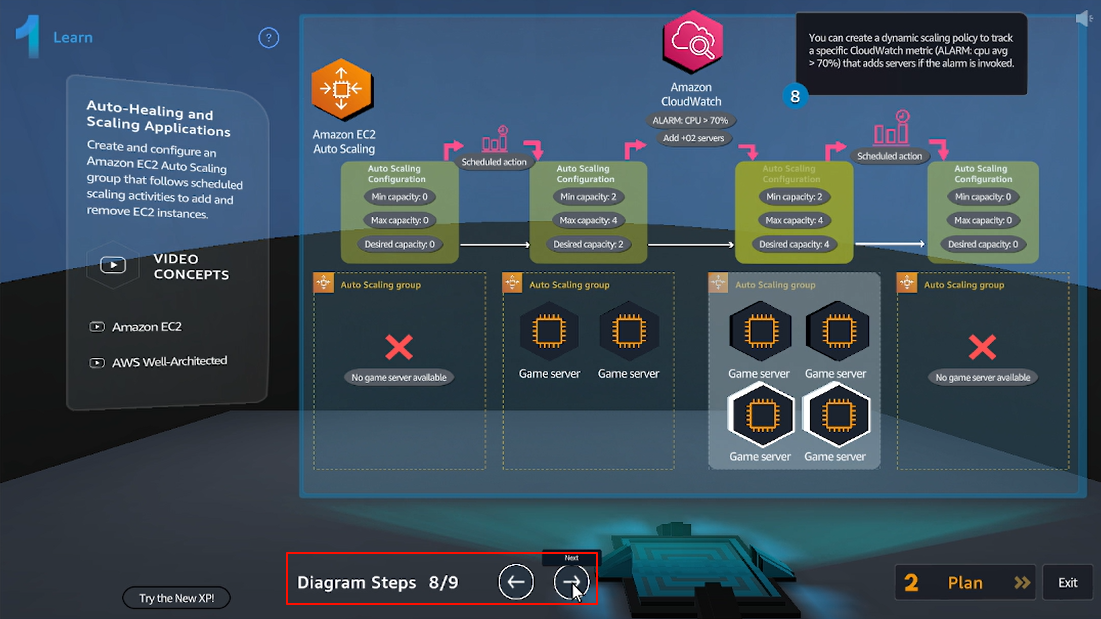 1
Learn
?
Auto-Healing and
Scaling Applications
Create and configure an
Amazon EC2 Auto Scaling
group that follows scheduled
scaling activities to add and
remove EC2 instances.
VIDEO
CONCEPTS
Amazon EC2
AWS Well-Architected
Amazon EC2
Auto Scaling
Amazon
CloudWatch
ALARM: CPU > 70%
Add +02 servers
You can create a dynamic scaling policy to track
a specific CloudWatch metric (ALARM: cpu avg
> 70%) that adds servers if the alarm is invoked.
8
Scheduled action
Scheduled action
Auto Scaling
Configuration
Min capacity: 0
Max capacity: 0
Desired capacity: 0
Auto Scaling
Configuration
Min capacity: 2
Max capacity: 4
Desired capacity: 2
Auto Scaling
Configuration
Min capacity: 2
Max capacity: 4
Desired capacity: 4
Auto Scaling
Configuration
Min capacity: 0
Max capacity: 0
Desired capacity: 0
Auto Scaling group
No game server available
Auto Scaling group
Game server Game server
Auto Scaling group
Game server Game server
Game server Game server
Auto Scaling group
No game server available
Next
Diagram Steps 8/9
Try the New XP!
2 Plan
Exit